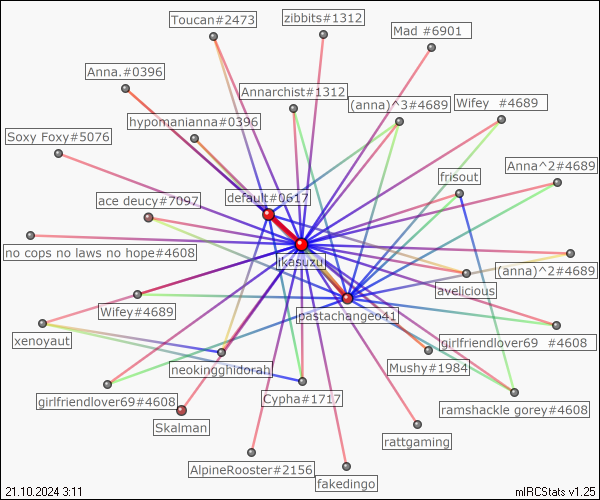 Toucan#2473
zibbits#1312
Mad #6901
Anna.#0396
Annarchist#1312
(anna)^3#4689
Wifey #4689
hypomanianna#0396
Soxy Foxy#5076
Anna^2#4689
frisout
ace deucy#7097
default#0617
no cops no laws no hope#4608
jkasuzu
(anna)^2#4689
avelicious
Wifey#4689
pastachangeo41
xenoyaut
girlfriendlover69 #4608
neokingghidorah
Mushy#1984
girlfriendlover69#4608
Cypha#1717
ramshackle gorey#4608
Skalman
rattgaming
AlpineRooster#2156
fakedingo
21.10.2024 3:11
mIRCStats v1.25